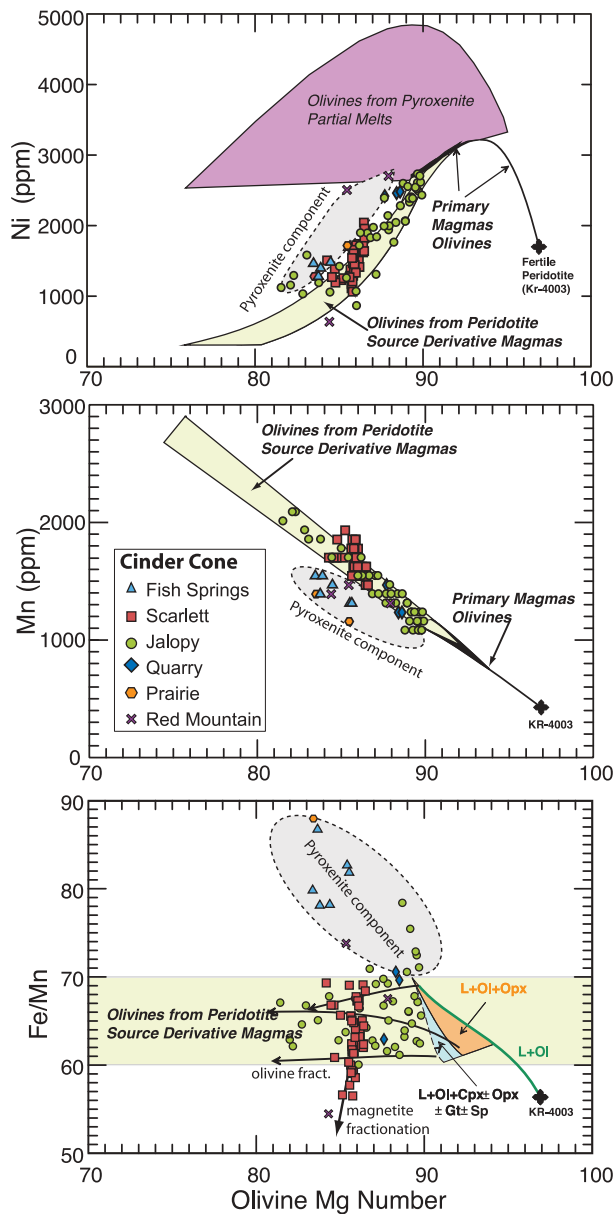 5000
4000
3000
2000
1000
0
Ni (ppm)
Olivines from Pyroxenite
Partial Melts
Pyroxenite component
Primary
Magmas
Olivines
Fertile
Peridotite
(Kr-4003)
Olivines from Peridotite
Source Derivative Magmas
70
80
90
100
3000
2000
1000
0
Mn (ppm)
Olivines from Peridotite
Source Derivative Magmas
Cinder Cone
Fish Springs
Scarlett
Jalopy
Quarry
Prairie
Red Mountain
Pyroxenite component
Primary Magmas
Olivines
KR-4003
70
80
90
100
90
80
70
60
50
Fe/Mn
Pyroxenite component
Olivines from Peridotite
Source Derivative Magmas
L+Ol+Opx
L+Ol
olivine fract.
L+Ol+Cpx± Opx
± Gt± Sp
magnetite
fractionation
KR-4003
70
80
90
100
Olivine Mg Number